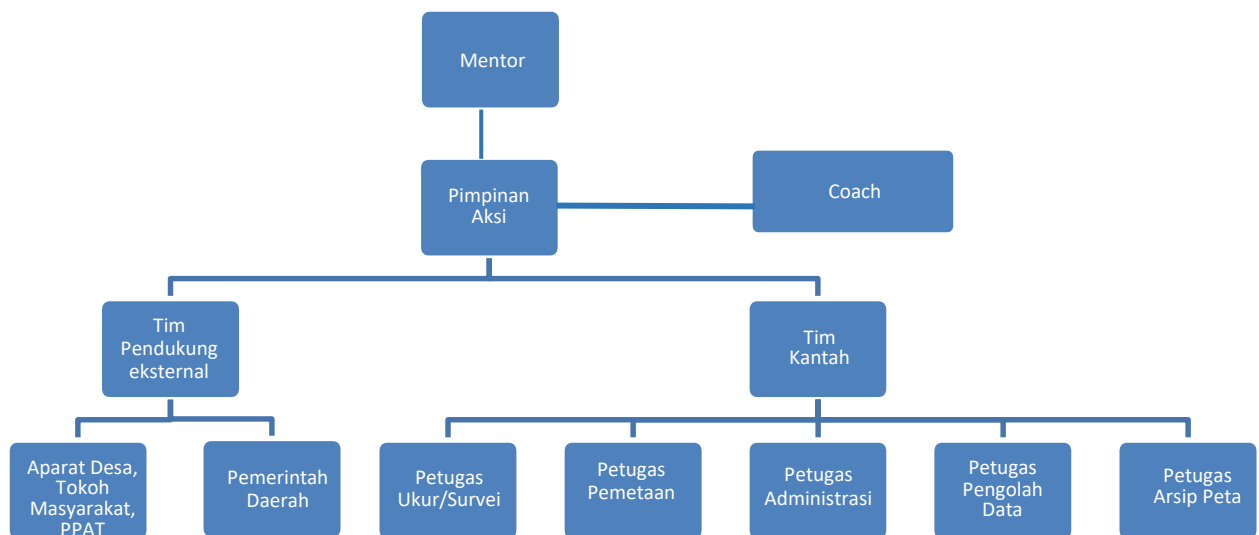 Mentor
Pimpinan
Aksi
Coach
Tim
Pendukung
eksternal
Tim
Kantah
Aparat Desa,
Tokoh
Masyarakat,
PPAT
Pemerintah
Daerah
Petugas
Ukur/Survei
Petugas
Pemetaan
Petugas
Administrasi
Petugas
Pengolah
Data
Petugas
Arsip Peta